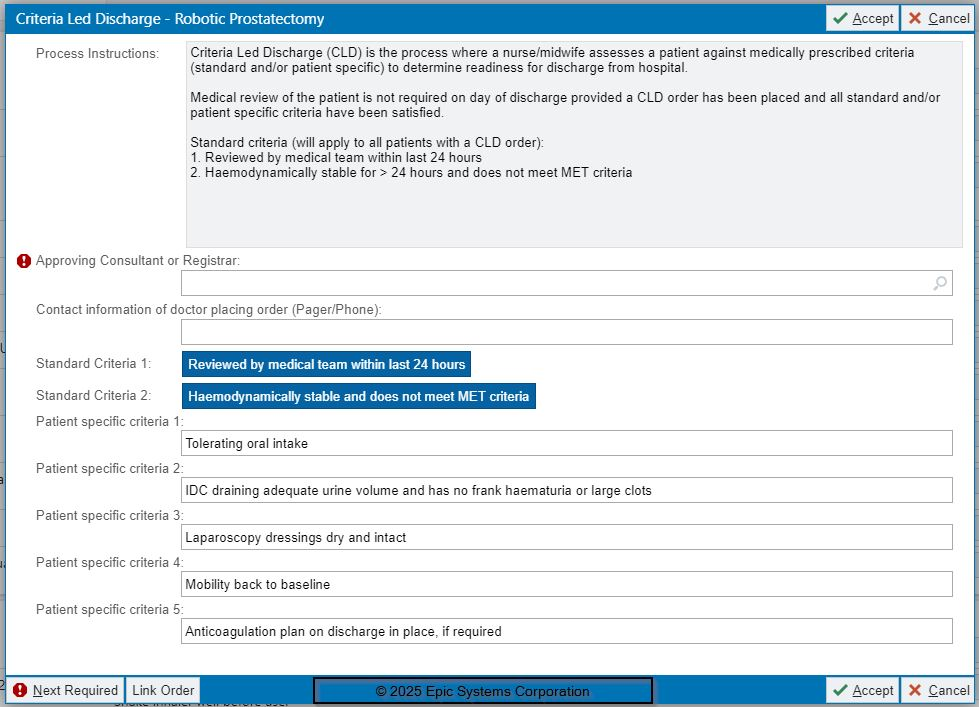 Criteria Led Discharge - Robotic Prostatectomy
Accept
Cancel
Process Instructions:
Criteria Led Discharge (CLD) is the process where a nurse/midwife assesses a patient against medically prescribed criteria
(standard and/or patient specific) to determine readiness for discharge from hospital.
Medical review of the patient is not required on day of discharge provided a CLD order has been placed and all standard and/or
patient specific criteria have been satisfied.
Standard criteria (will apply to all patients with a CLD order):
1. Reviewed by medical team within last 24 hours
2. Haemodynamically stable for > 24 hours and does not meet MET criteria
Approving Consultant or Registrar:
Contact information of doctor placing order (Pager/Phone):
Standard Criteria 1:
Reviewed by medical team within last 24 hours
Standard Criteria 2:
Haemodynamically stable and does not meet MET criteria
Patient specific criteria 1:
Tolerating oral intake
Patient specific criteria 2:
IDC draining adequate urine volume and has no frank haematuria or large clots
Patient specific criteria 3:
Laparoscopy dressings dry and intact
Patient specific criteria 4:
Mobility back to baseline
Patient specific criteria 5:
Anticoagulation plan on discharge in place, if required
Next Required
Link Order
© 2025 Epic Systems Corporation
Accept
Cancel